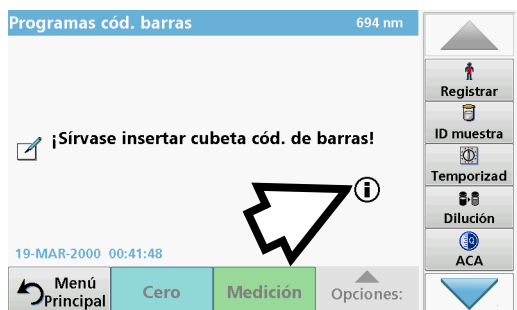 Programas cód. barras 694 nm
¡Sírvase insertar cubeta cód. de barras!
i
19-MAR-2000 00:41:48
Menú
Principal
Cero
Medición
Opciones:
Registrar
ID muestra
Temporizad
Dilución
ACA